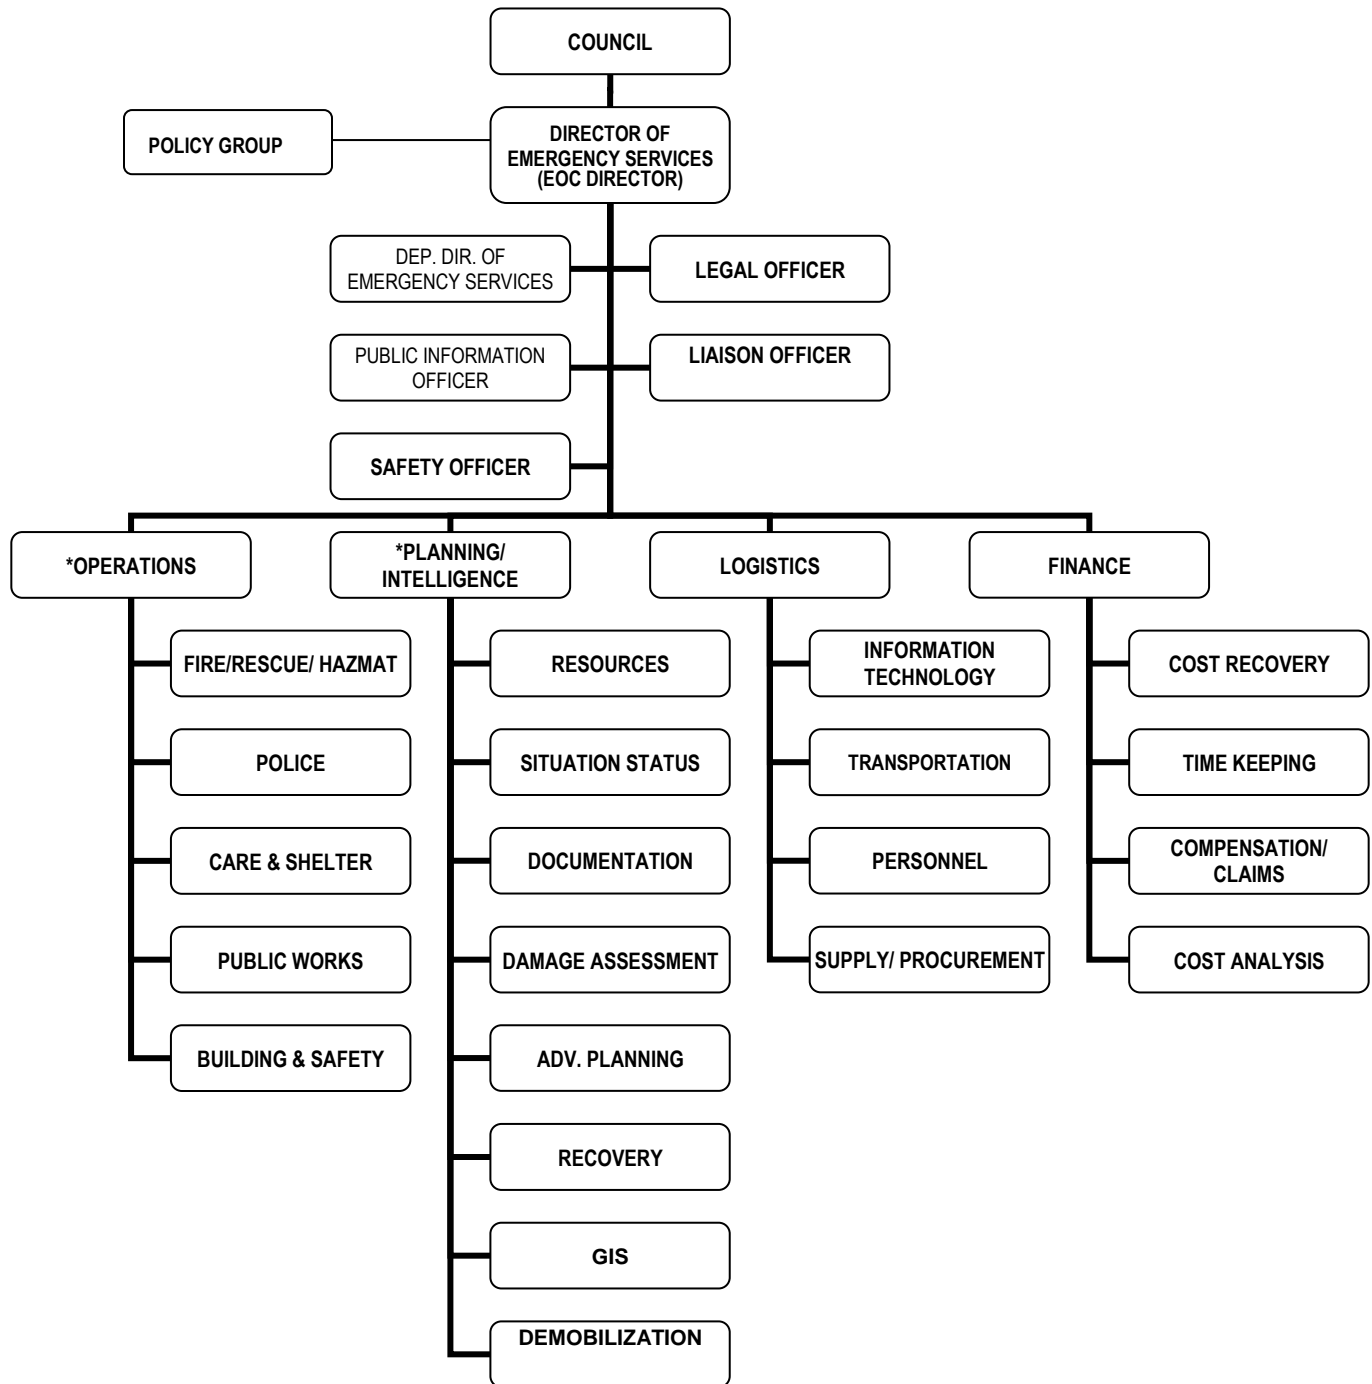 COUNCIL
POLICY GROUP
DIRECTOR OF
EMERGENCY SERVICES
(EOC DIRECTOR)
DEP. DIR. OF
EMERGENCY SERVICES
LEGAL OFFICER
PUBLIC INFORMATION
OFFICER
LIAISON OFFICER
SAFETY OFFICER
*OPERATIONS
FIRE/RESCUE/ HAZMAT
POLICE
CARE & SHELTER
PUBLIC WORKS
BUILDING & SAFETY
*PLANNING/
INTELLIGENCE
RESOURCES
SITUATION STATUS
DOCUMENTATION
DAMAGE ASSESSMENT
ADV. PLANNING
RECOVERY
GIS
DEMOBILIZATION
LOGISTICS
INFORMATION
TECHNOLOGY
TRANSPORTATION
PERSONNEL
SUPPLY/ PROCUREMENT
FINANCE
COST RECOVERY
TIME KEEPING
COMPENSATION/
CLAIMS
COST ANALYSIS